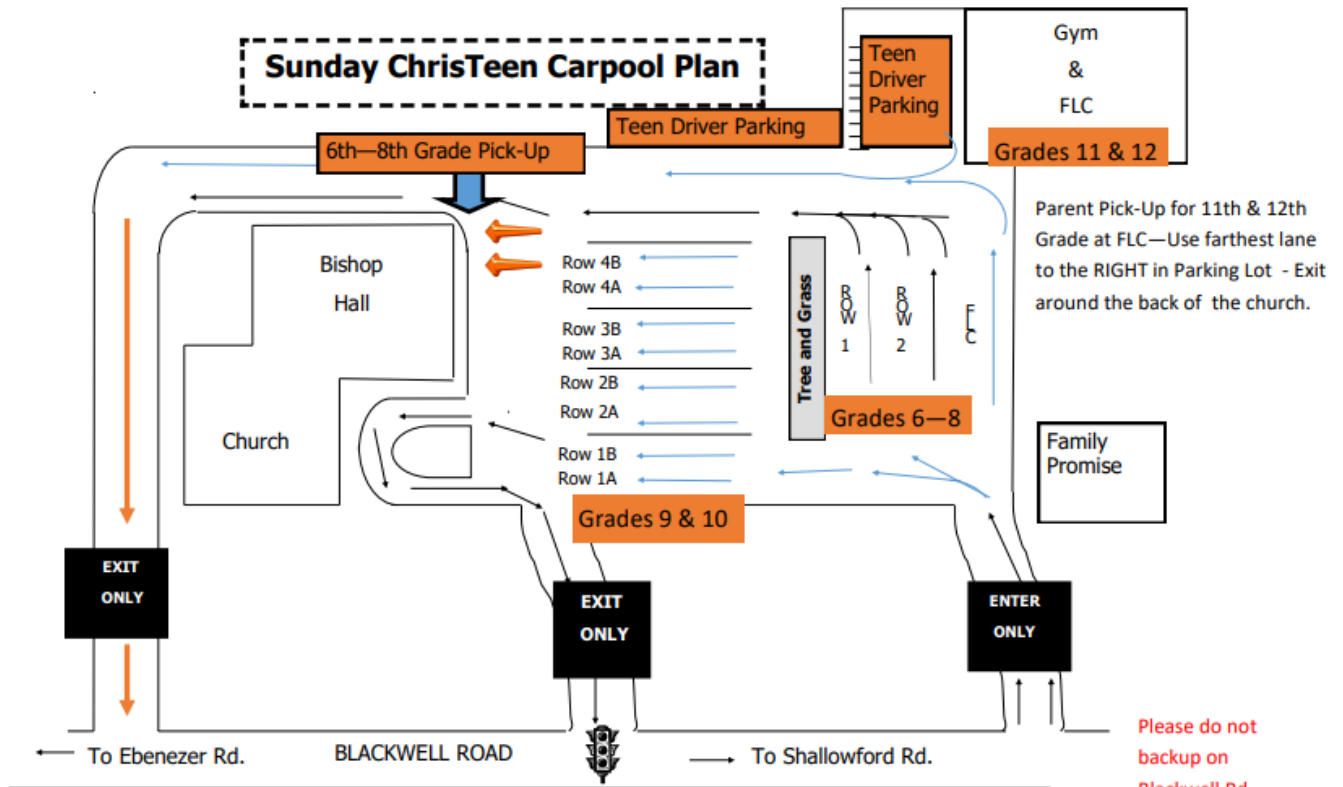 Sunday ChrisTeen Carpool Plan
Teen
Driver
Parking
Gym
&
FLC
Teen Driver Parking
6th—8th Grade Pick-Up
Grades 11 & 12
Parent Pick-Up for 11th & 12th
Grade at FLC—Use farthest lane
to the RIGHT in Parking Lot - Exit
around the back of the church.
Bishop
Hall
Church
Row 4B
Row 4A
Row 3B
Row 3A
Row 2B
Row 2A
Row 1B
Row 1A
Tree and Grass
ROW 1
ROW 2
FLC
Grades 6—8
Family
Promise
Grades 9 & 10
EXIT
ONLY
EXIT
ONLY
ENTER
ONLY
To Ebenezer Rd.
BLACKWELL ROAD
To Shallowford Rd.
Please do not
backup on
Blackwell Rd